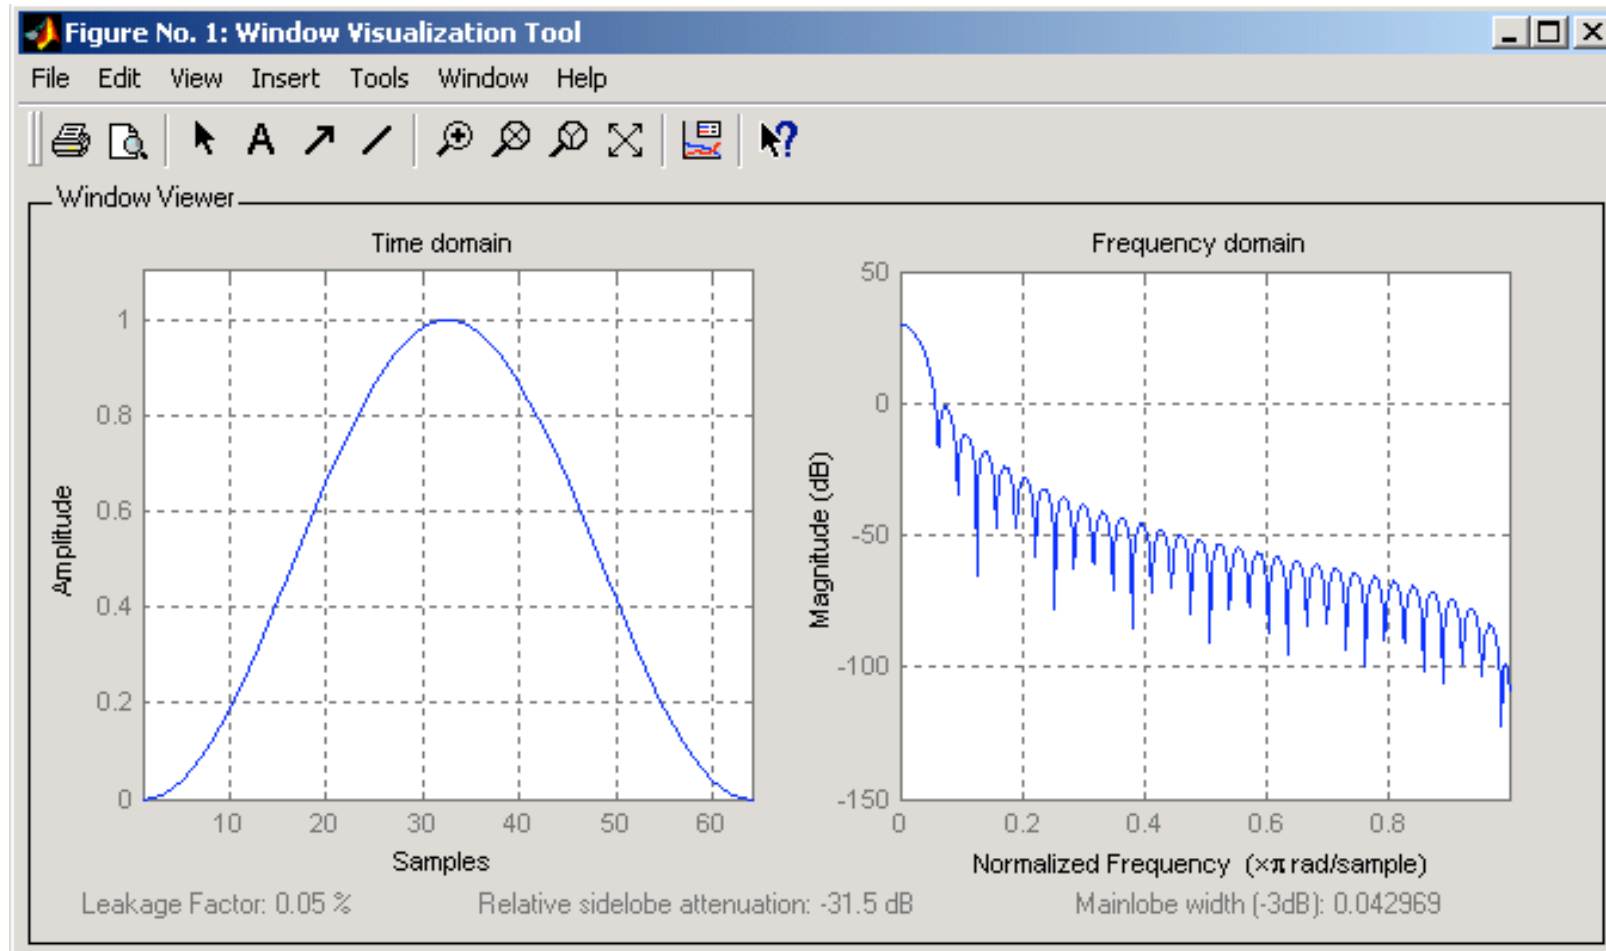 Figure No. 1: Window Visualization Tool
File Edit View Insert Tools Window Help
A
?
Window Viewer
Time domain
Amplitude
1
0.8
0.6
0.4
0.2
0
10 20 30 40 50 60
Samples
Frequency domain
Magnitude (dB)
50
0
-50
-100
-150
0 0.2 0.4 0.6 0.8
Normalized Frequency (×π rad/sample)
Leakage Factor: 0.05 % Relative sidelobe attenuation: -31.5 dB Mainlobe width (-3dB): 0.042969